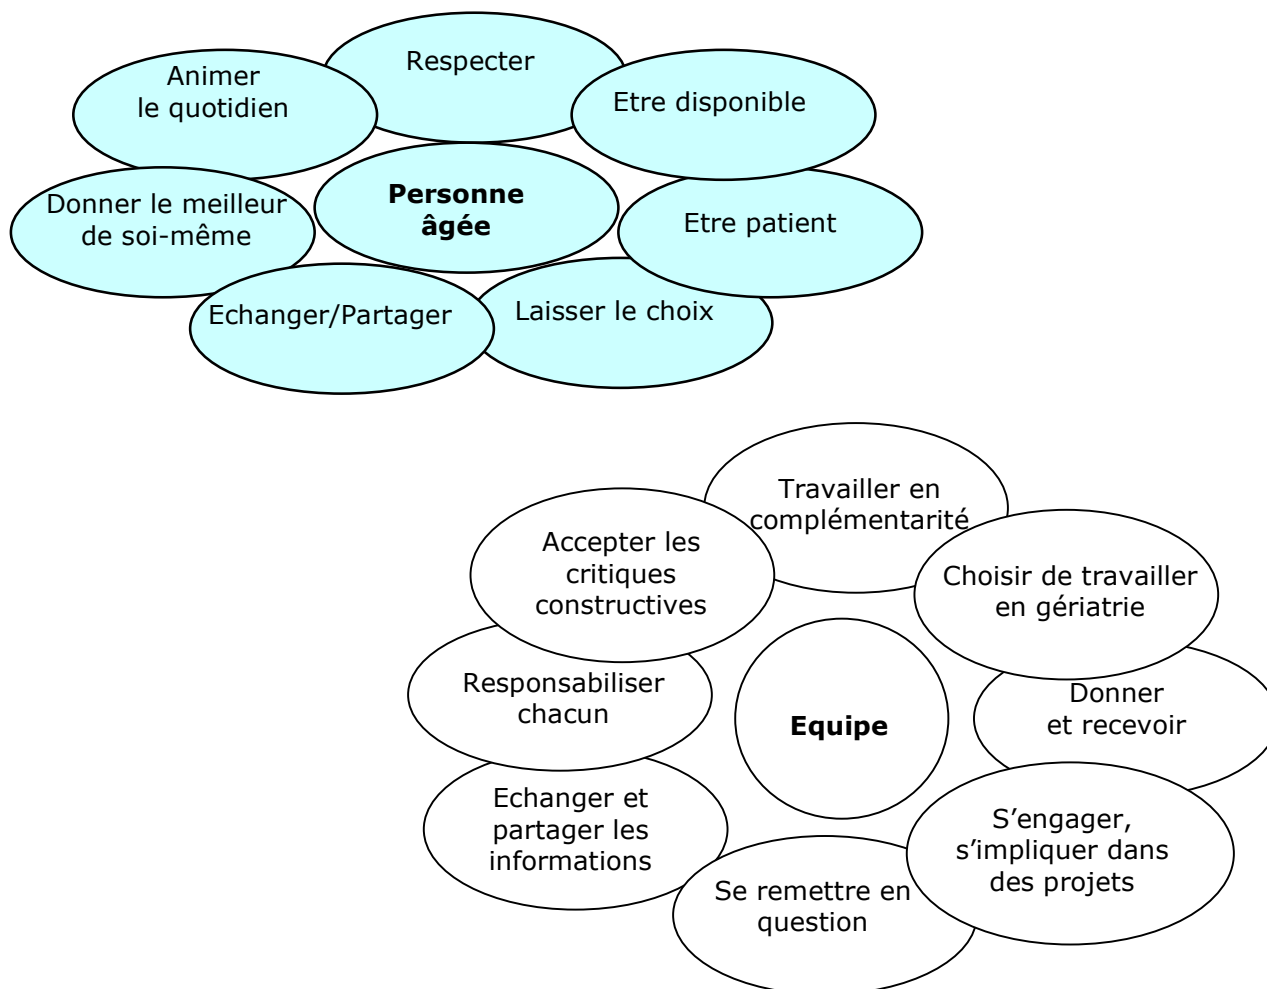 Respecter
Animer
le quotidien
Etre disponible
Personne
âgée
Donner le meilleur
de soi-même
Etre patient
Echanger/Partager
Laisser le choix
Travailler en
complémentarité
Accepter les
critiques
constructives
Choisir de travailler
en gériatrie
Responsabiliser
chacun
Equipe
Donner
et recevoir
Echanger et
partager les
informations
S’engager,
s’impliquer dans
des projets
Se remettre en
question